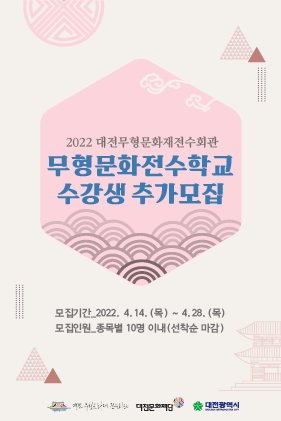 2022 대전무형문화재전수회관
무형문화전수학교
수강생 추가모집
모집기간_2022. 4.14.(목) ~ 4.28.(목)
모집인원_종목별 10명 이내(선착순 마감)
대전문화재단
대전광역시